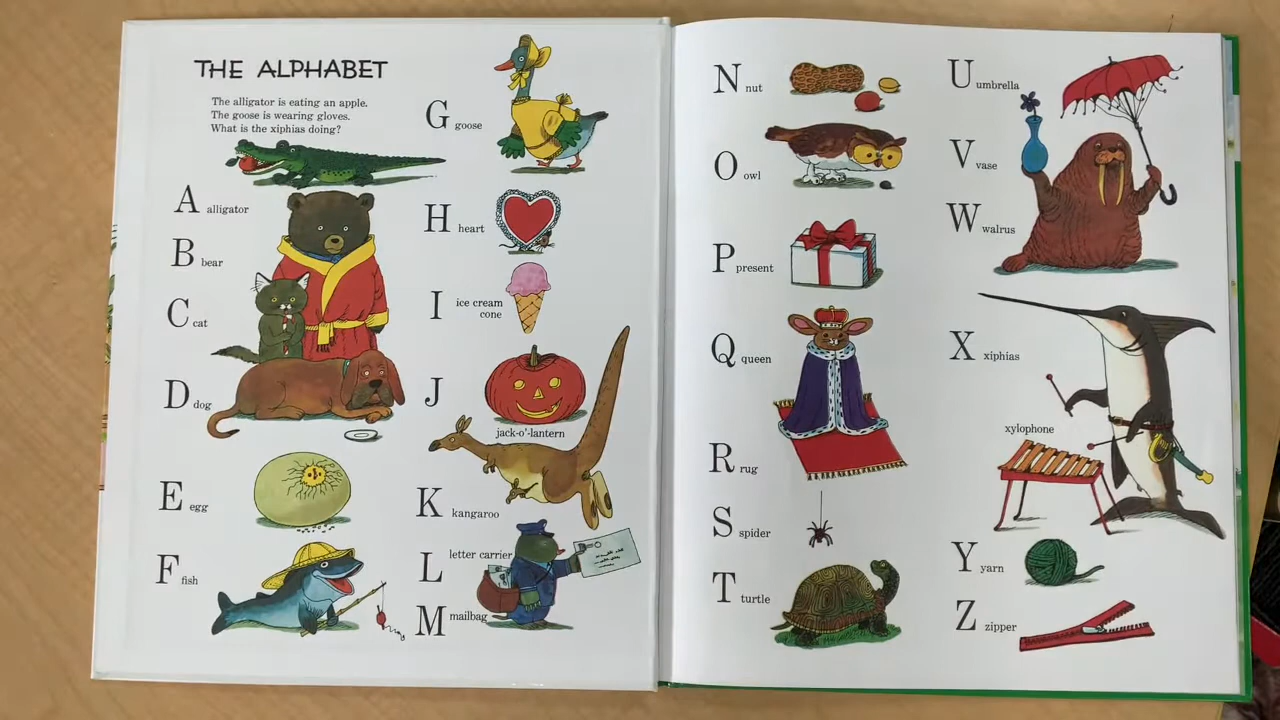 THE ALPHABET
The alligator is eating an apple.
The goose is wearing gloves.
What is the xiphias doing?
A alligator
B bear
C cat
D dog
E egg
F fish
G goose
H heart
I ice cream
cone
J
jack-o'-lantern
K kangaroo
L letter carrier
M mailbag
N nut
O owl
P present
Q queen
R rug
S spider
T turtle
U umbrella
V vase
W walrus
X xiphias
xylophone
Y yarn
Z zipper